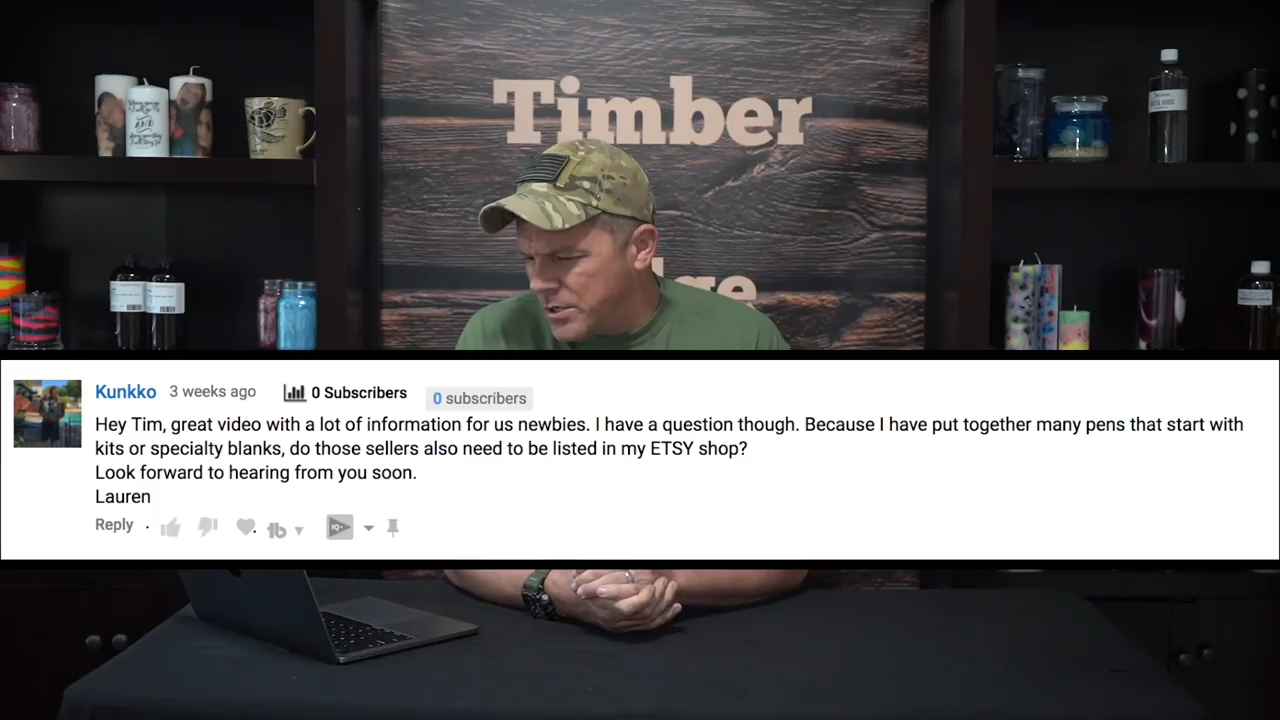 Timber
dge
AND
Kunkko 3 weeks ago 0 Subscribers 0 subscribers
Hey Tim, great video with a lot of information for us newbies. I have a question though. Because I have put together many pens that start with
kits or specialty blanks, do those sellers also need to be listed in my ETSY shop?
Look forward to hearing from you soon.
Lauren
Reply
IQ+